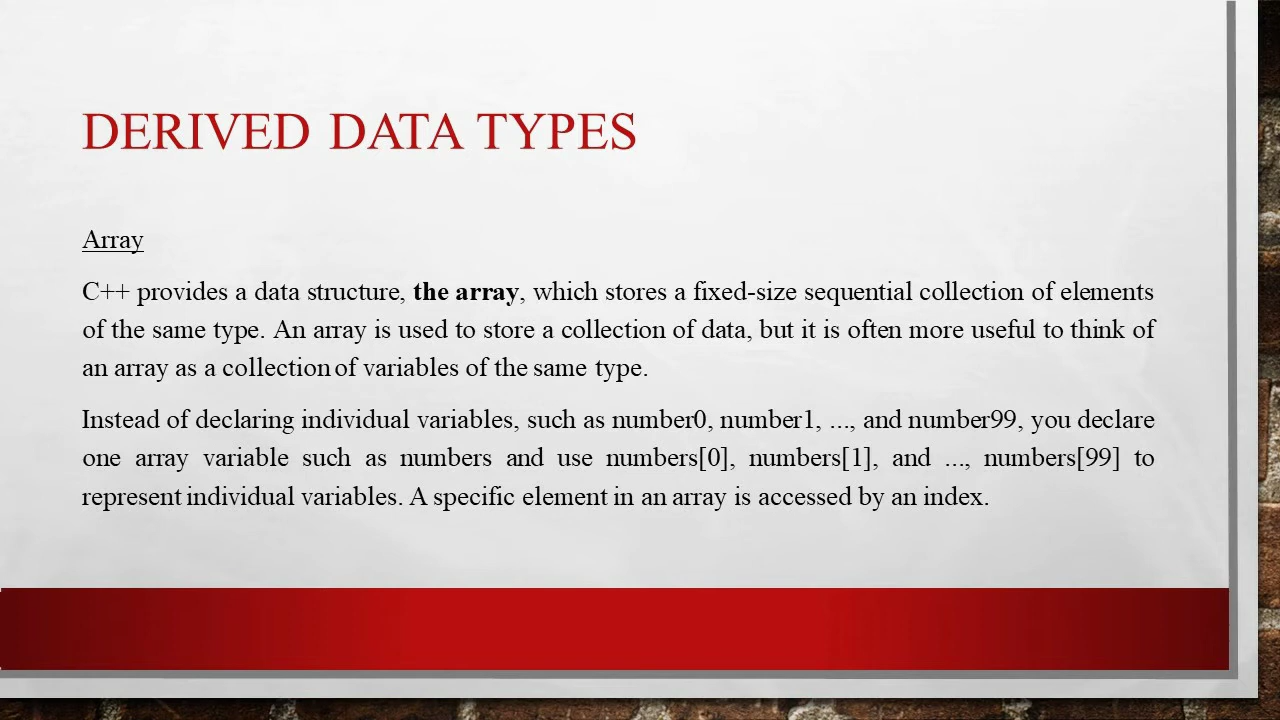 DERIVED DATA TYPES
Array
C++ provides a data structure, the array, which stores a fixed-size sequential collection of elements
of the same type. An array is used to store a collection of data, but it is often more useful to think of
an array as a collection of variables of the same type.
Instead of declaring individual variables, such as number0, number1, ..., and number99, you declare
one array variable such as numbers and use numbers[0], numbers[1], and ..., numbers[99] to
represent individual variables. A specific element in an array is accessed by an index.